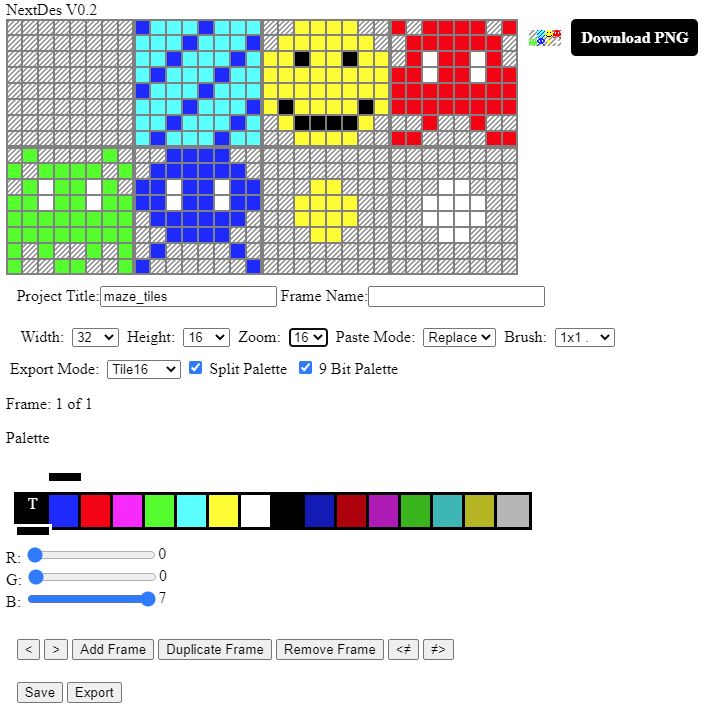 NextDes V0.2
Download PNG
Project Title: maze_tiles Frame Name:
Width: 32 Height: 16 Zoom: 16 Paste Mode: Replace Brush: 1x1 .
Export Mode: Tile16 Split Palette 9 Bit Palette
Frame: 1 of 1
Palette
T
R: 0
G: 0
B: 7
< > Add Frame Duplicate Frame Remove Frame <≠ ≠>
Save Export